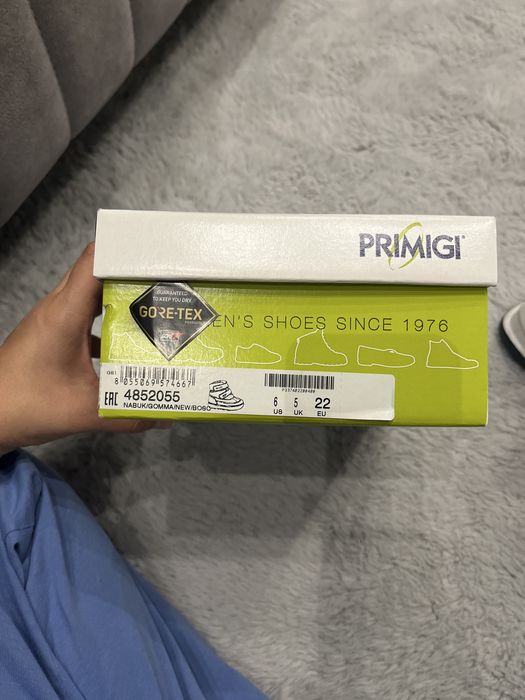 PRIMIGI
GUARANTEED
TO KEEP YOU DRY
GORE-TEX
EN'S SHOES SINCE 1976
8 055069 574667
EAC 4852055
NABUK/GOMMA/NEW/BOSC
6 5 22
US UK EU